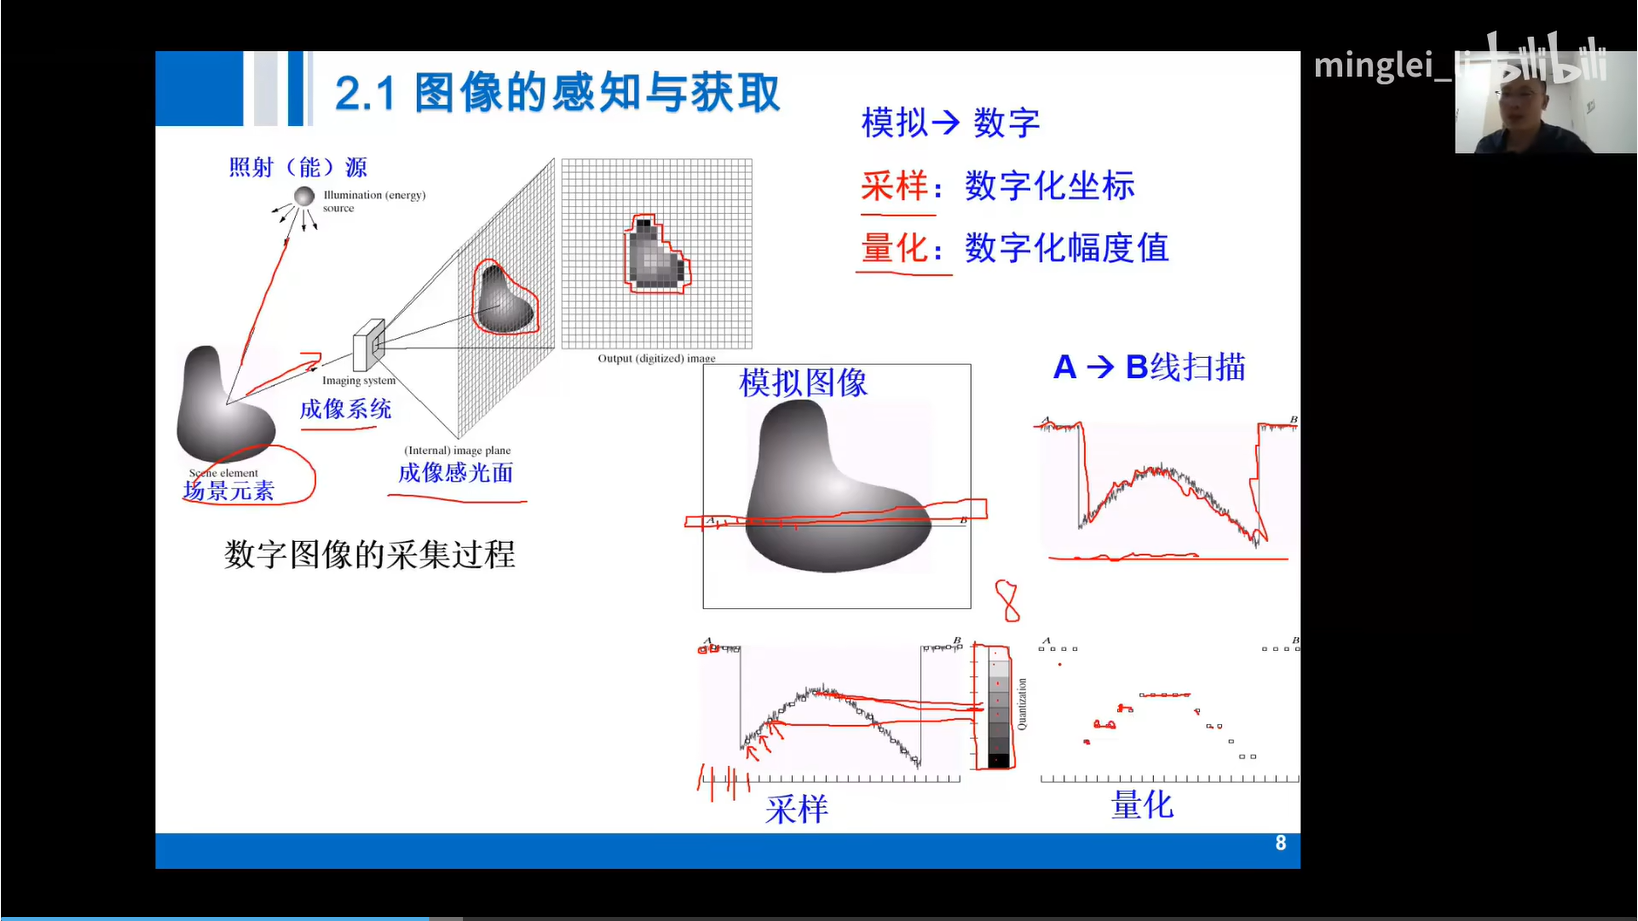 minglei_li bilibili
2.1 图像的感知与获取
模拟→ 数字
采样：数字化坐标
量化：数字化幅度值
照射（能）源
Illumination (energy)
source
Output (digitized) image
Imaging system
成像系统
(Internal) image plane
成像感光面
Scene element
场景元素
数字图像的采集过程
模拟图像
A B
A → B线扫描
A B
8
A B
Quantization
采样
A B
量化
8